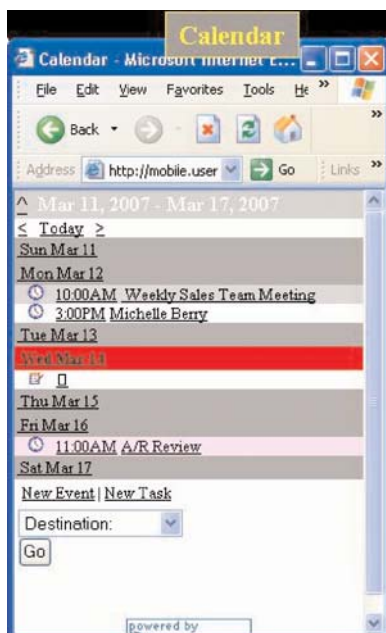 Calendar
Calendar - Microsoft Internet E...
File Edit View Favorites Tools He »
Back »
Address http://mobile.user Go Links »
^ Mar 11, 2007 - Mar 17, 2007
< Today >
Sun Mar 11
Mon Mar 12
10:00AM Weekly Sales Team Meeting
3:00PM Michelle Berry
Tue Mar 13
Wed Mar 14
Thu Mar 15
Fri Mar 16
11:00AM A/R Review
Sat Mar 17
New Event | New Task
Destination:
Go
powered by